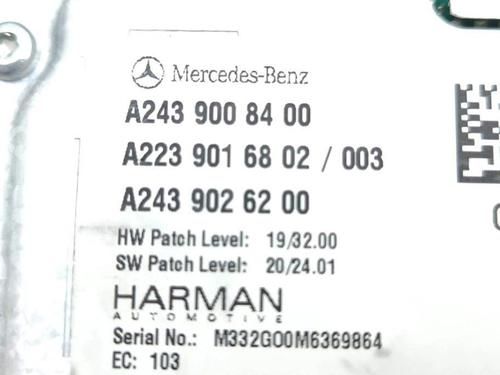 Mercedes-Benz
A243 900 84 00
A223 901 68 02 / 003
A243 902 62 00
HW Patch Level: 19/32.00
SW Patch Level: 20/24.01
HARMAN
AUTOMOTIVE
Serial No.: M332G00M6369864
EC: 103